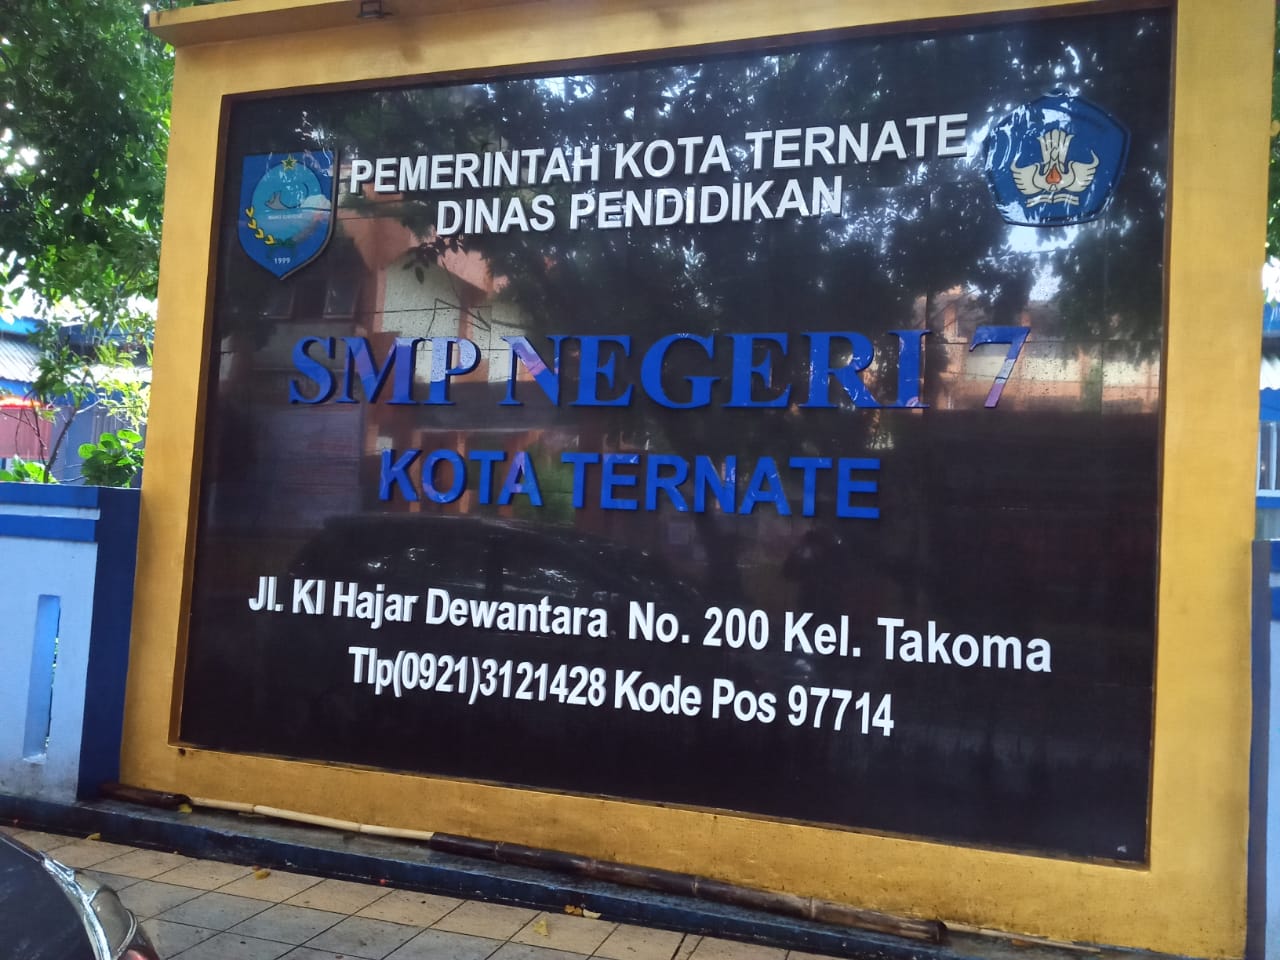 PEMERINTAH KOTA TERNATE
DINAS PENDIDIKAN
1999
SMP NEGERI 7
KOTA TERNATE
Jl. KI Hajar Dewantara No. 200 Kel. Takoma
Tlp(0921)3121428 Kode Pos 97714